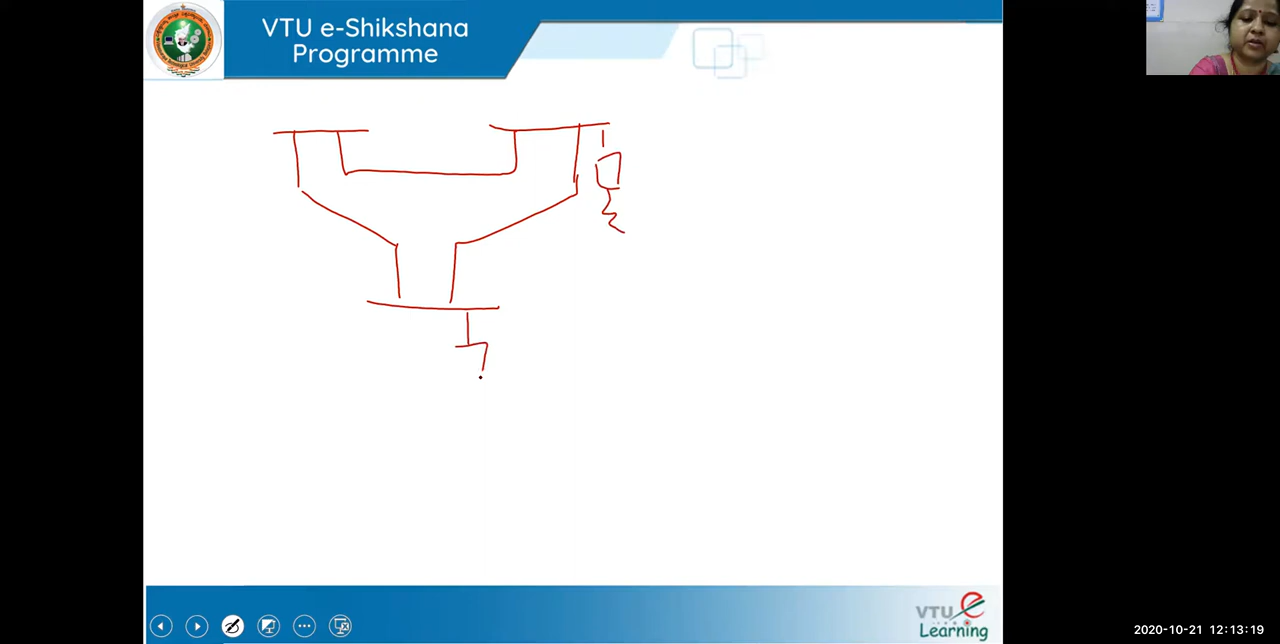 VTU e-Shikshana
Programme
VTU
Learning
2020-10-21 12:13:19